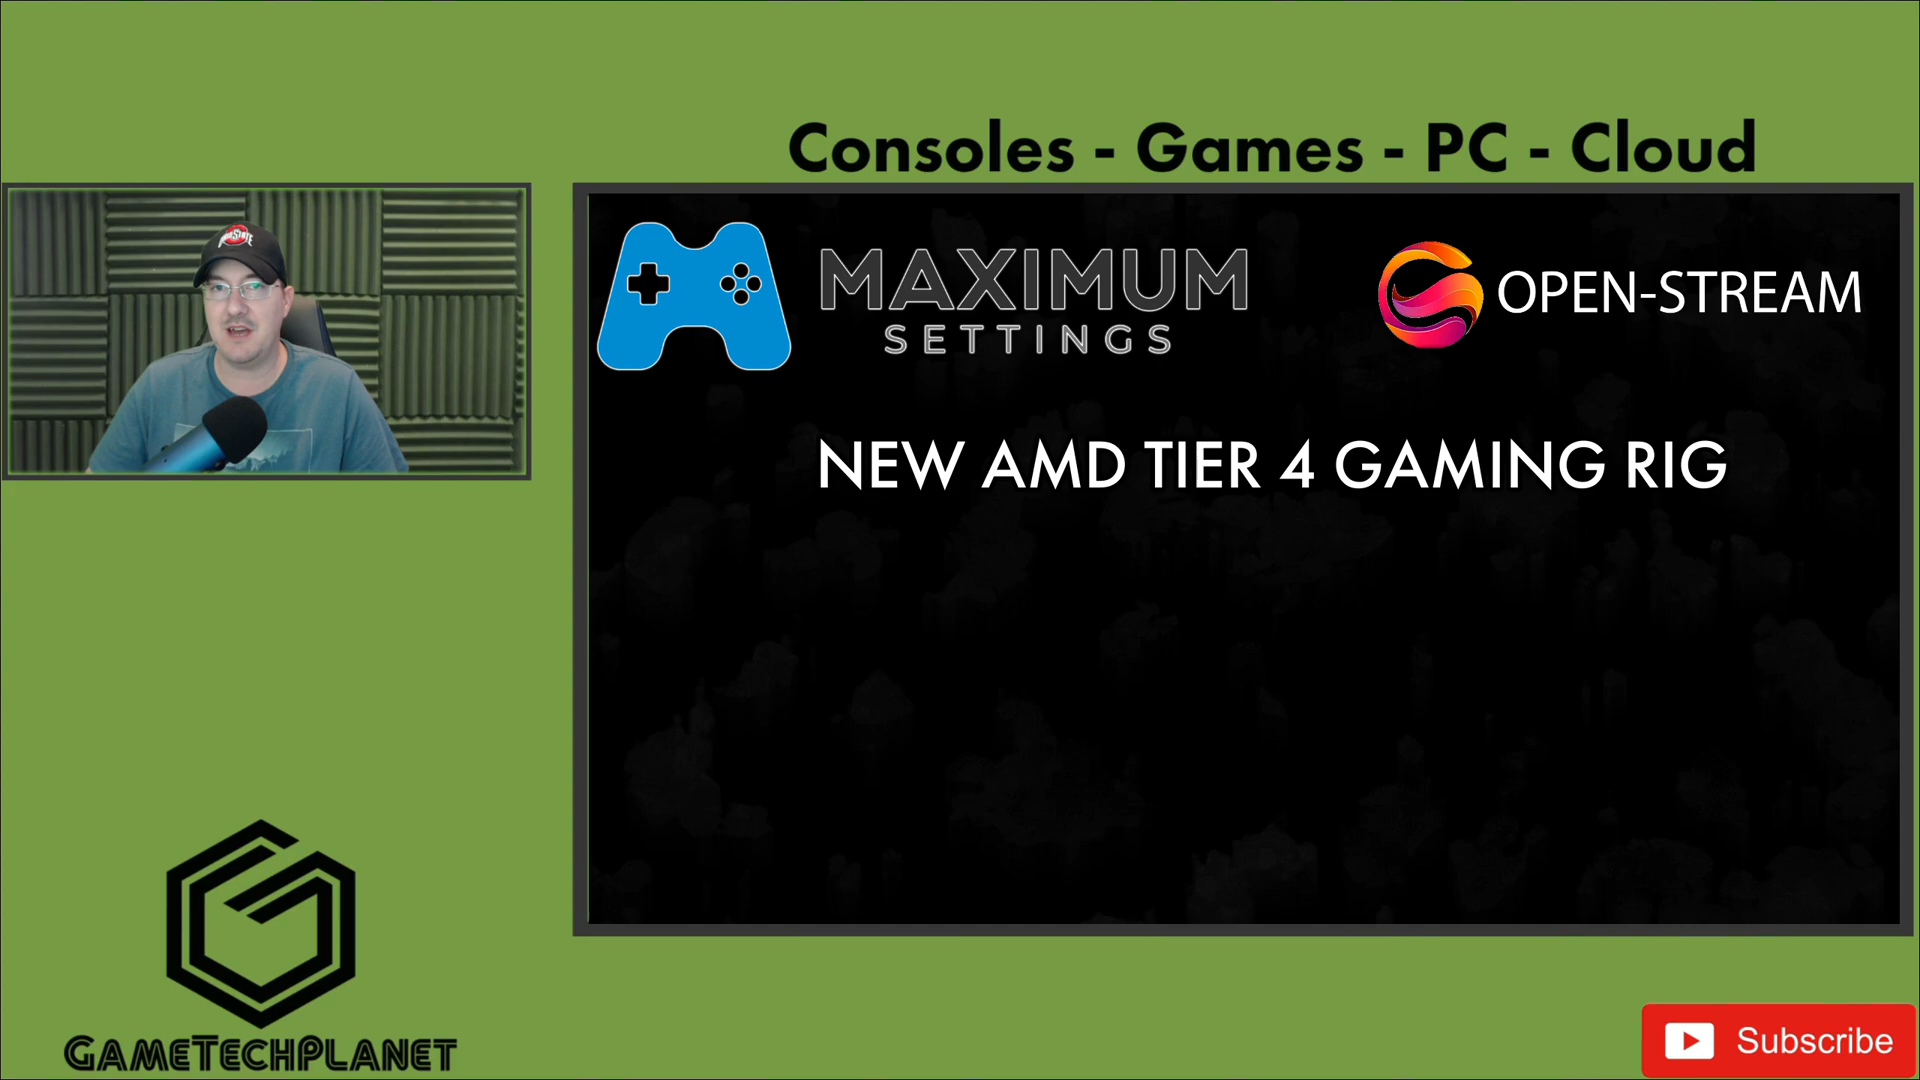 Consoles - Games - PC - Cloud
MAXIMUM
SETTINGS
OPEN-STREAM
NEW AMD TIER 4 GAMING RIG
GAMETECHPLANET
Subscribe